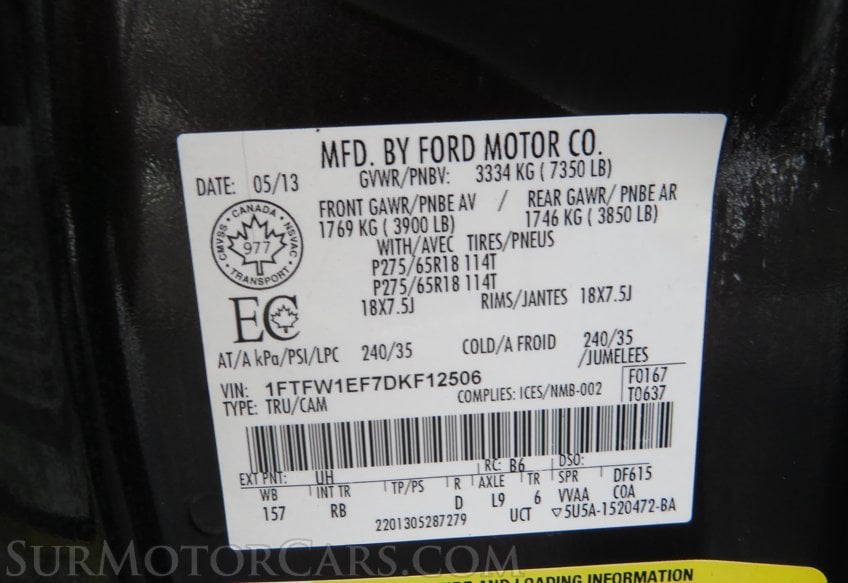 MFD. BY FORD MOTOR CO.
DATE: 05/13 GVWR/PNBV: 3334 KG ( 7350 LB)
FRONT GAWR/PNBE AV / REAR GAWR/ PNBE AR
1769 KG ( 3900 LB) 1746 KG ( 3850 LB)
WITH/AVEC TIRES/PNEUS
P275/65R18 114T
P275/65R18 114T
18X7.5J RIMS/JANTES 18X7.5J
CANADA
CMVSS NSVAC
977
TRANSPORT
EC
AT/A kPa/PSI/LPC 240/35 COLD/A FROID 240/35
/JUMELEES
VIN: 1FTFW1EF7DKF12506 F0167
TYPE: TRU/CAM COMPLIES: ICES/NMB-002 T0637
EXT PNT: UH RC: B6 DSO:
WB INT TR TP/PS R AXLE TR SPR DF615
157 RB D L9 6 VVAA COA
2201305287279 UCT ▽5U5A-1520472-BA
SurMotorCars.com
AND LOADING INFORMATION